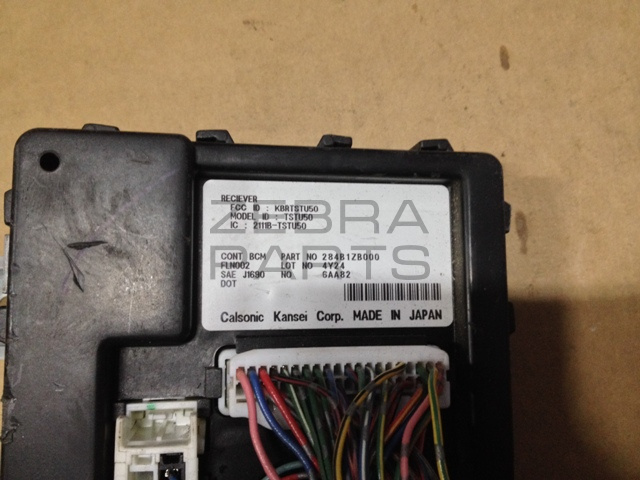 RECIEVER
FCC ID : KBRTSTU50
MODEL ID : TSTU50
IC : 2111B-TSTU50
ZEBRA
PARTS
CONT BCM PART NO 284B1ZB000
FLN002 LOT NO 4Y24
SAE J1690 NO. 6AA82
DOT
Calsonic Kansei Corp. MADE IN JAPAN